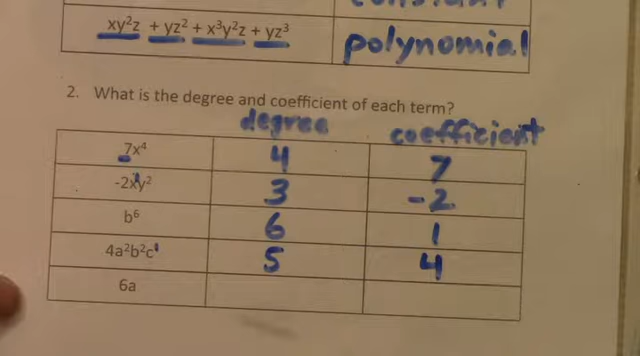 xy²z + yz² + x³y²z + yz³ polynomial
2. What is the degree and coefficient of each term?
degree coefficient
7x⁴ 4 7
-2xy² 3 -2
b⁶ 6 1
4a²b²c¹ 5 4
6a